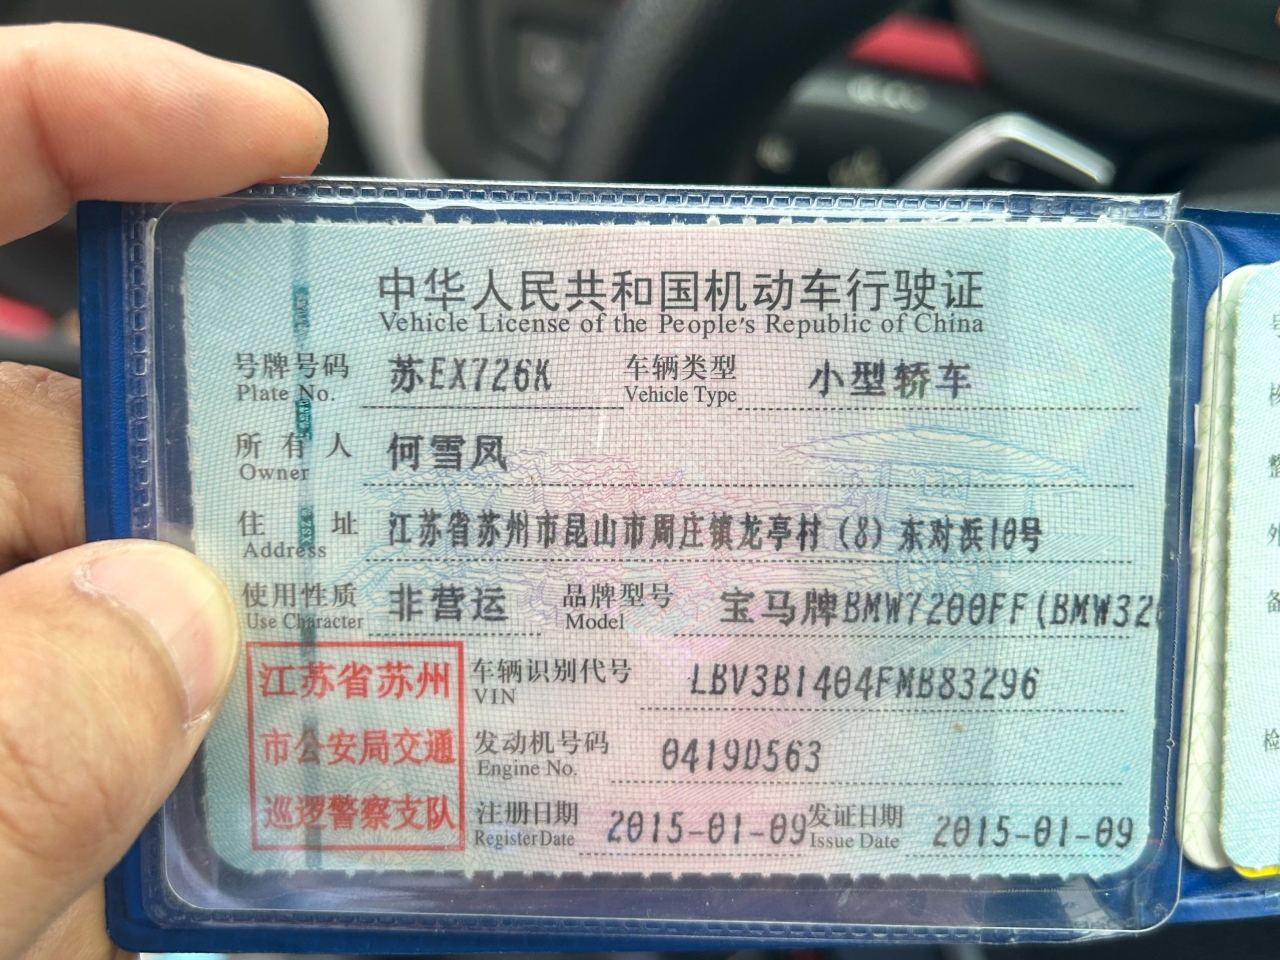 中华人民共和国机动车行驶证
Vehicle License of the People's Republic of China
号牌号码 苏EX726K 车辆类型 小型轿车
Plate No. Vehicle Type
所有人 何雪凤
Owner
住址 江苏省苏州市昆山市周庄镇龙亭村(8)东对浜10号
Address
使用性质 非营运 品牌型号 宝马牌BMW7200FF(BMW32
Use Character Model
江苏省苏州
市公安局交通
巡逻警察支队
车辆识别代号 LBV3B1404FMB83296
VIN
发动机号码 0419D563
Engine No.
注册日期 2015-01-09 发证日期 2015-01-09
Register Date Issue Date